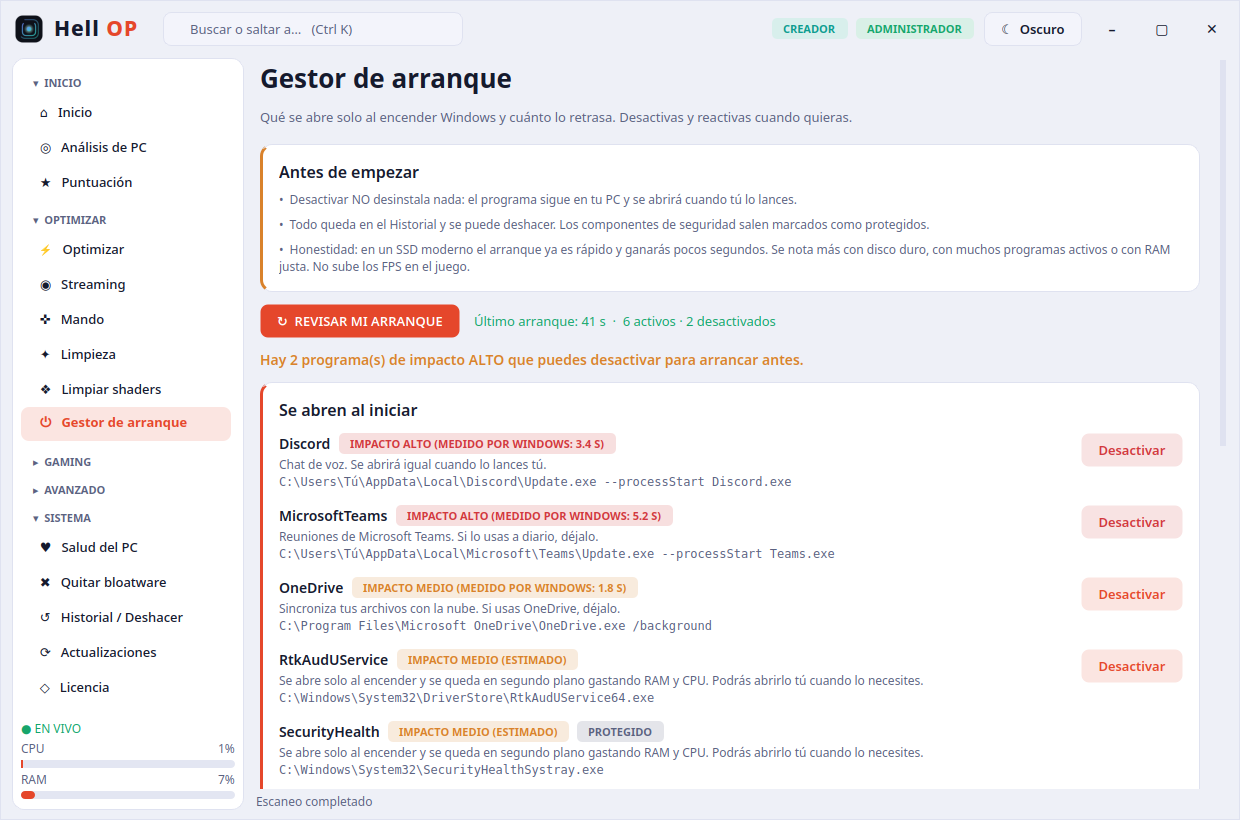 Hell OP
Buscar o saltar a... (Ctrl K)
CREADOR
ADMINISTRADOR
Oscuro
INICIO
Inicio
Análisis de PC
Puntuación
OPTIMIZAR
Optimizar
Streaming
Mando
Limpieza
Limpiar shaders
Gestor de arranque
GAMING
AVANZADO
SISTEMA
Salud del PC
Quitar bloatware
Historial / Deshacer
Actualizaciones
Licencia
EN VIVO
CPU 1%
RAM 7%
Gestor de arranque
Qué se abre solo al encender Windows y cuánto lo retrasa. Desactivas y reactivas cuando quieras.
Antes de empezar
• Desactivar NO desinstala nada: el programa sigue en tu PC y se abrirá cuando tú lo lances.
• Todo queda en el Historial y se puede deshacer. Los componentes de seguridad salen marcados como protegidos.
• Honestidad: en un SSD moderno el arranque ya es rápido y ganarás pocos segundos. Se nota más con disco duro, con muchos programas activos o con RAM
justa. No sube los FPS en el juego.
↻ REVISAR MI ARRANQUE
Último arranque: 41 s · 6 activos · 2 desactivados
Hay 2 programa(s) de impacto ALTO que puedes desactivar para arrancar antes.
Se abren al iniciar
Discord IMPACTO ALTO (MEDIDO POR WINDOWS: 3.4 S)
Chat de voz. Se abrirá igual cuando lo lances tú.
C:\Users\Tú\AppData\Local\Discord\Update.exe --processStart Discord.exe
Desactivar
MicrosoftTeams IMPACTO ALTO (MEDIDO POR WINDOWS: 5.2 S)
Reuniones de Microsoft Teams. Si lo usas a diario, déjalo.
C:\Users\Tú\AppData\Local\Microsoft\Teams\Update.exe --processStart Teams.exe
Desactivar
OneDrive IMPACTO MEDIO (MEDIDO POR WINDOWS: 1.8 S)
Sincroniza tus archivos con la nube. Si usas OneDrive, déjalo.
C:\Program Files\Microsoft OneDrive\OneDrive.exe /background
Desactivar
RtkAudUService IMPACTO MEDIO (ESTIMADO)
Se abre solo al encender y se queda en segundo plano gastando RAM y CPU. Podrás abrirlo tú cuando lo necesites.
C:\Windows\System32\DriverStore\RtkAudUService64.exe
Desactivar
SecurityHealth IMPACTO MEDIO (ESTIMADO) PROTEGIDO
Se abre solo al encender y se queda en segundo plano gastando RAM y CPU. Podrás abrirlo tú cuando lo necesites.
C:\Windows\System32\SecurityHealthSystray.exe
Escaneo completado